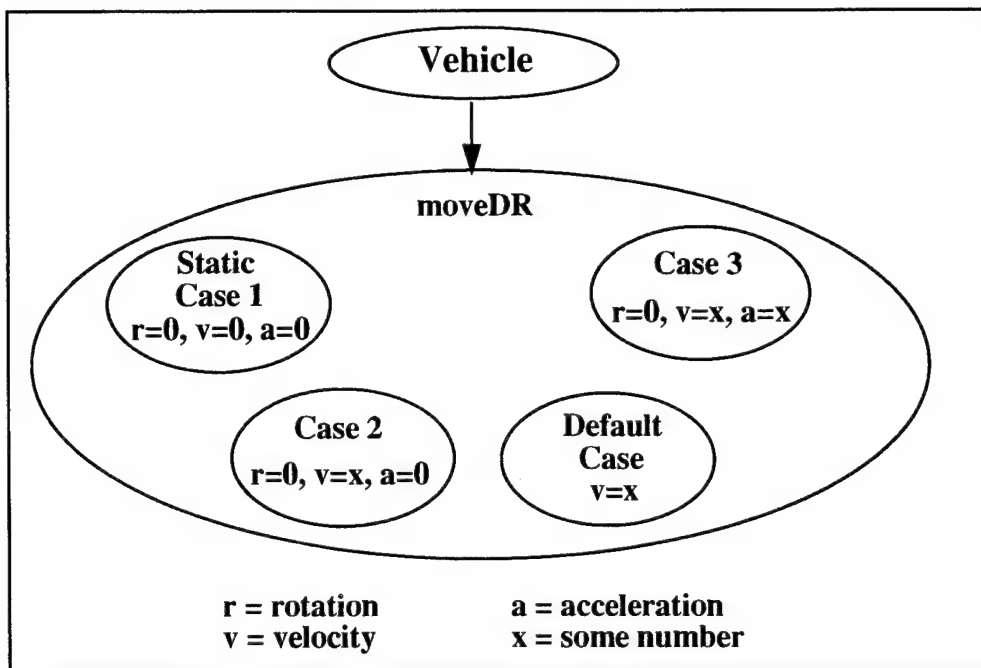 Vehicle
moveDR
Static
Case 1
r=0, v=0, a=0
Case 3
r=0, v=x, a=x
Case 2
r=0, v=x, a=0
Default
Case
v=x
r = rotation
v = velocity
a = acceleration
x = some number